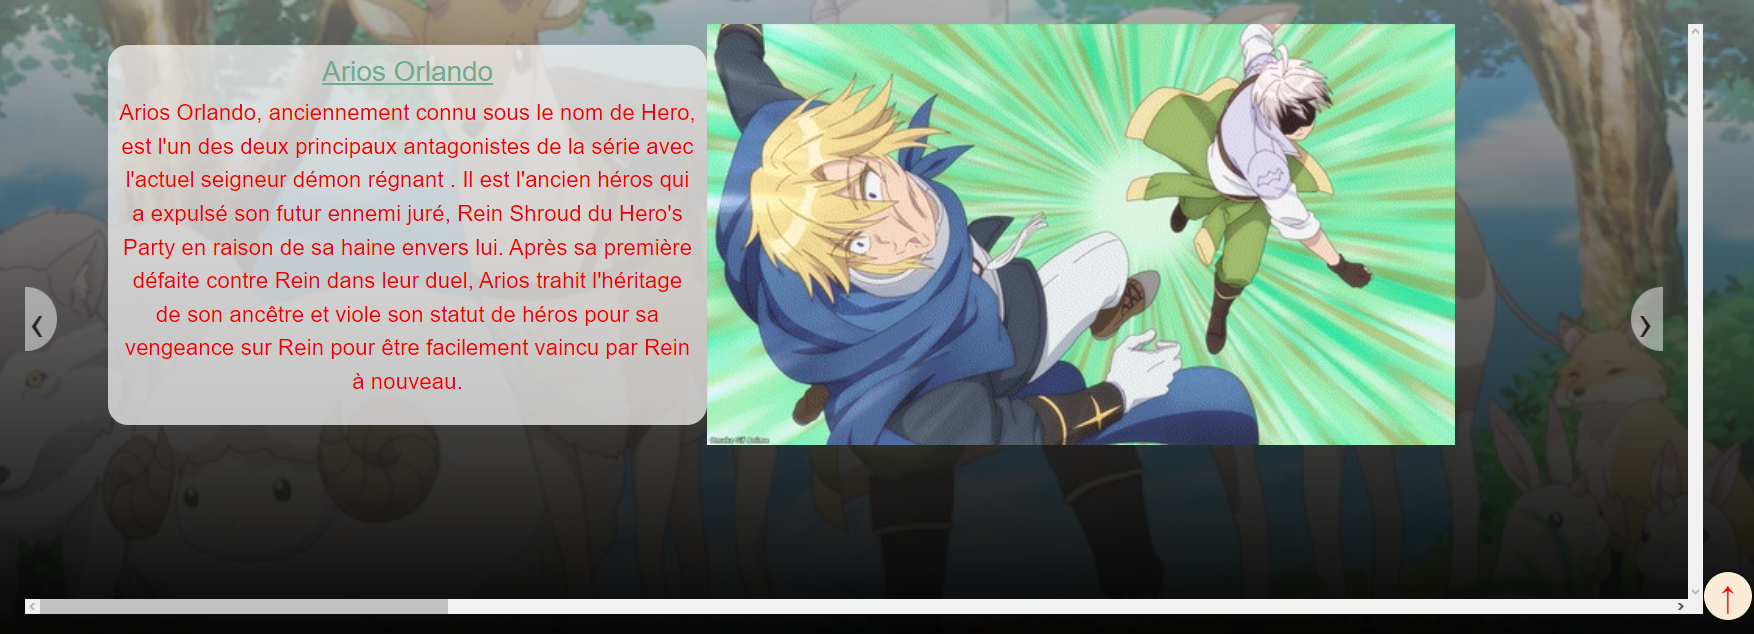 Arios Orlando
Arios Orlando, anciennement connu sous le nom de Hero,
est l'un des deux principaux antagonistes de la série avec
l'actuel seigneur démon régnant . Il est l'ancien héros qui
a expulsé son futur ennemi juré, Rein Shroud du Hero's
Party en raison de sa haine envers lui. Après sa première
défaite contre Rein dans leur duel, Arios trahit l'héritage
de son ancêtre et viole son statut de héros pour sa
vengeance sur Rein pour être facilement vaincu par Rein
à nouveau.